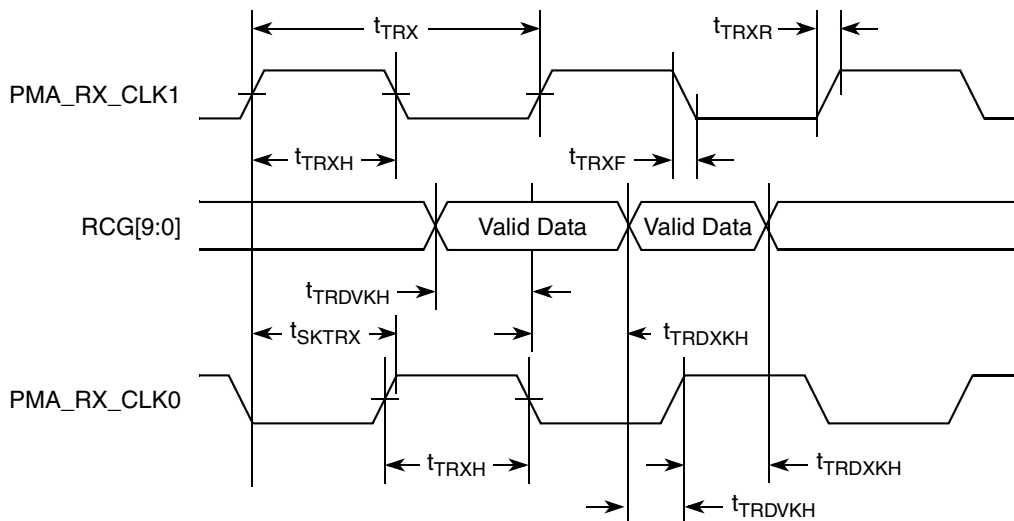 tTRX
tTRXR
PMA_RX_CLK1
tTRXH
tTRXF
RCG[9:0]
Valid Data
Valid Data
tTRDVKH
tSKTRX
tTRDXKH
PMA_RX_CLK0
tTRXH
tTRDXKH
tTRDVKH